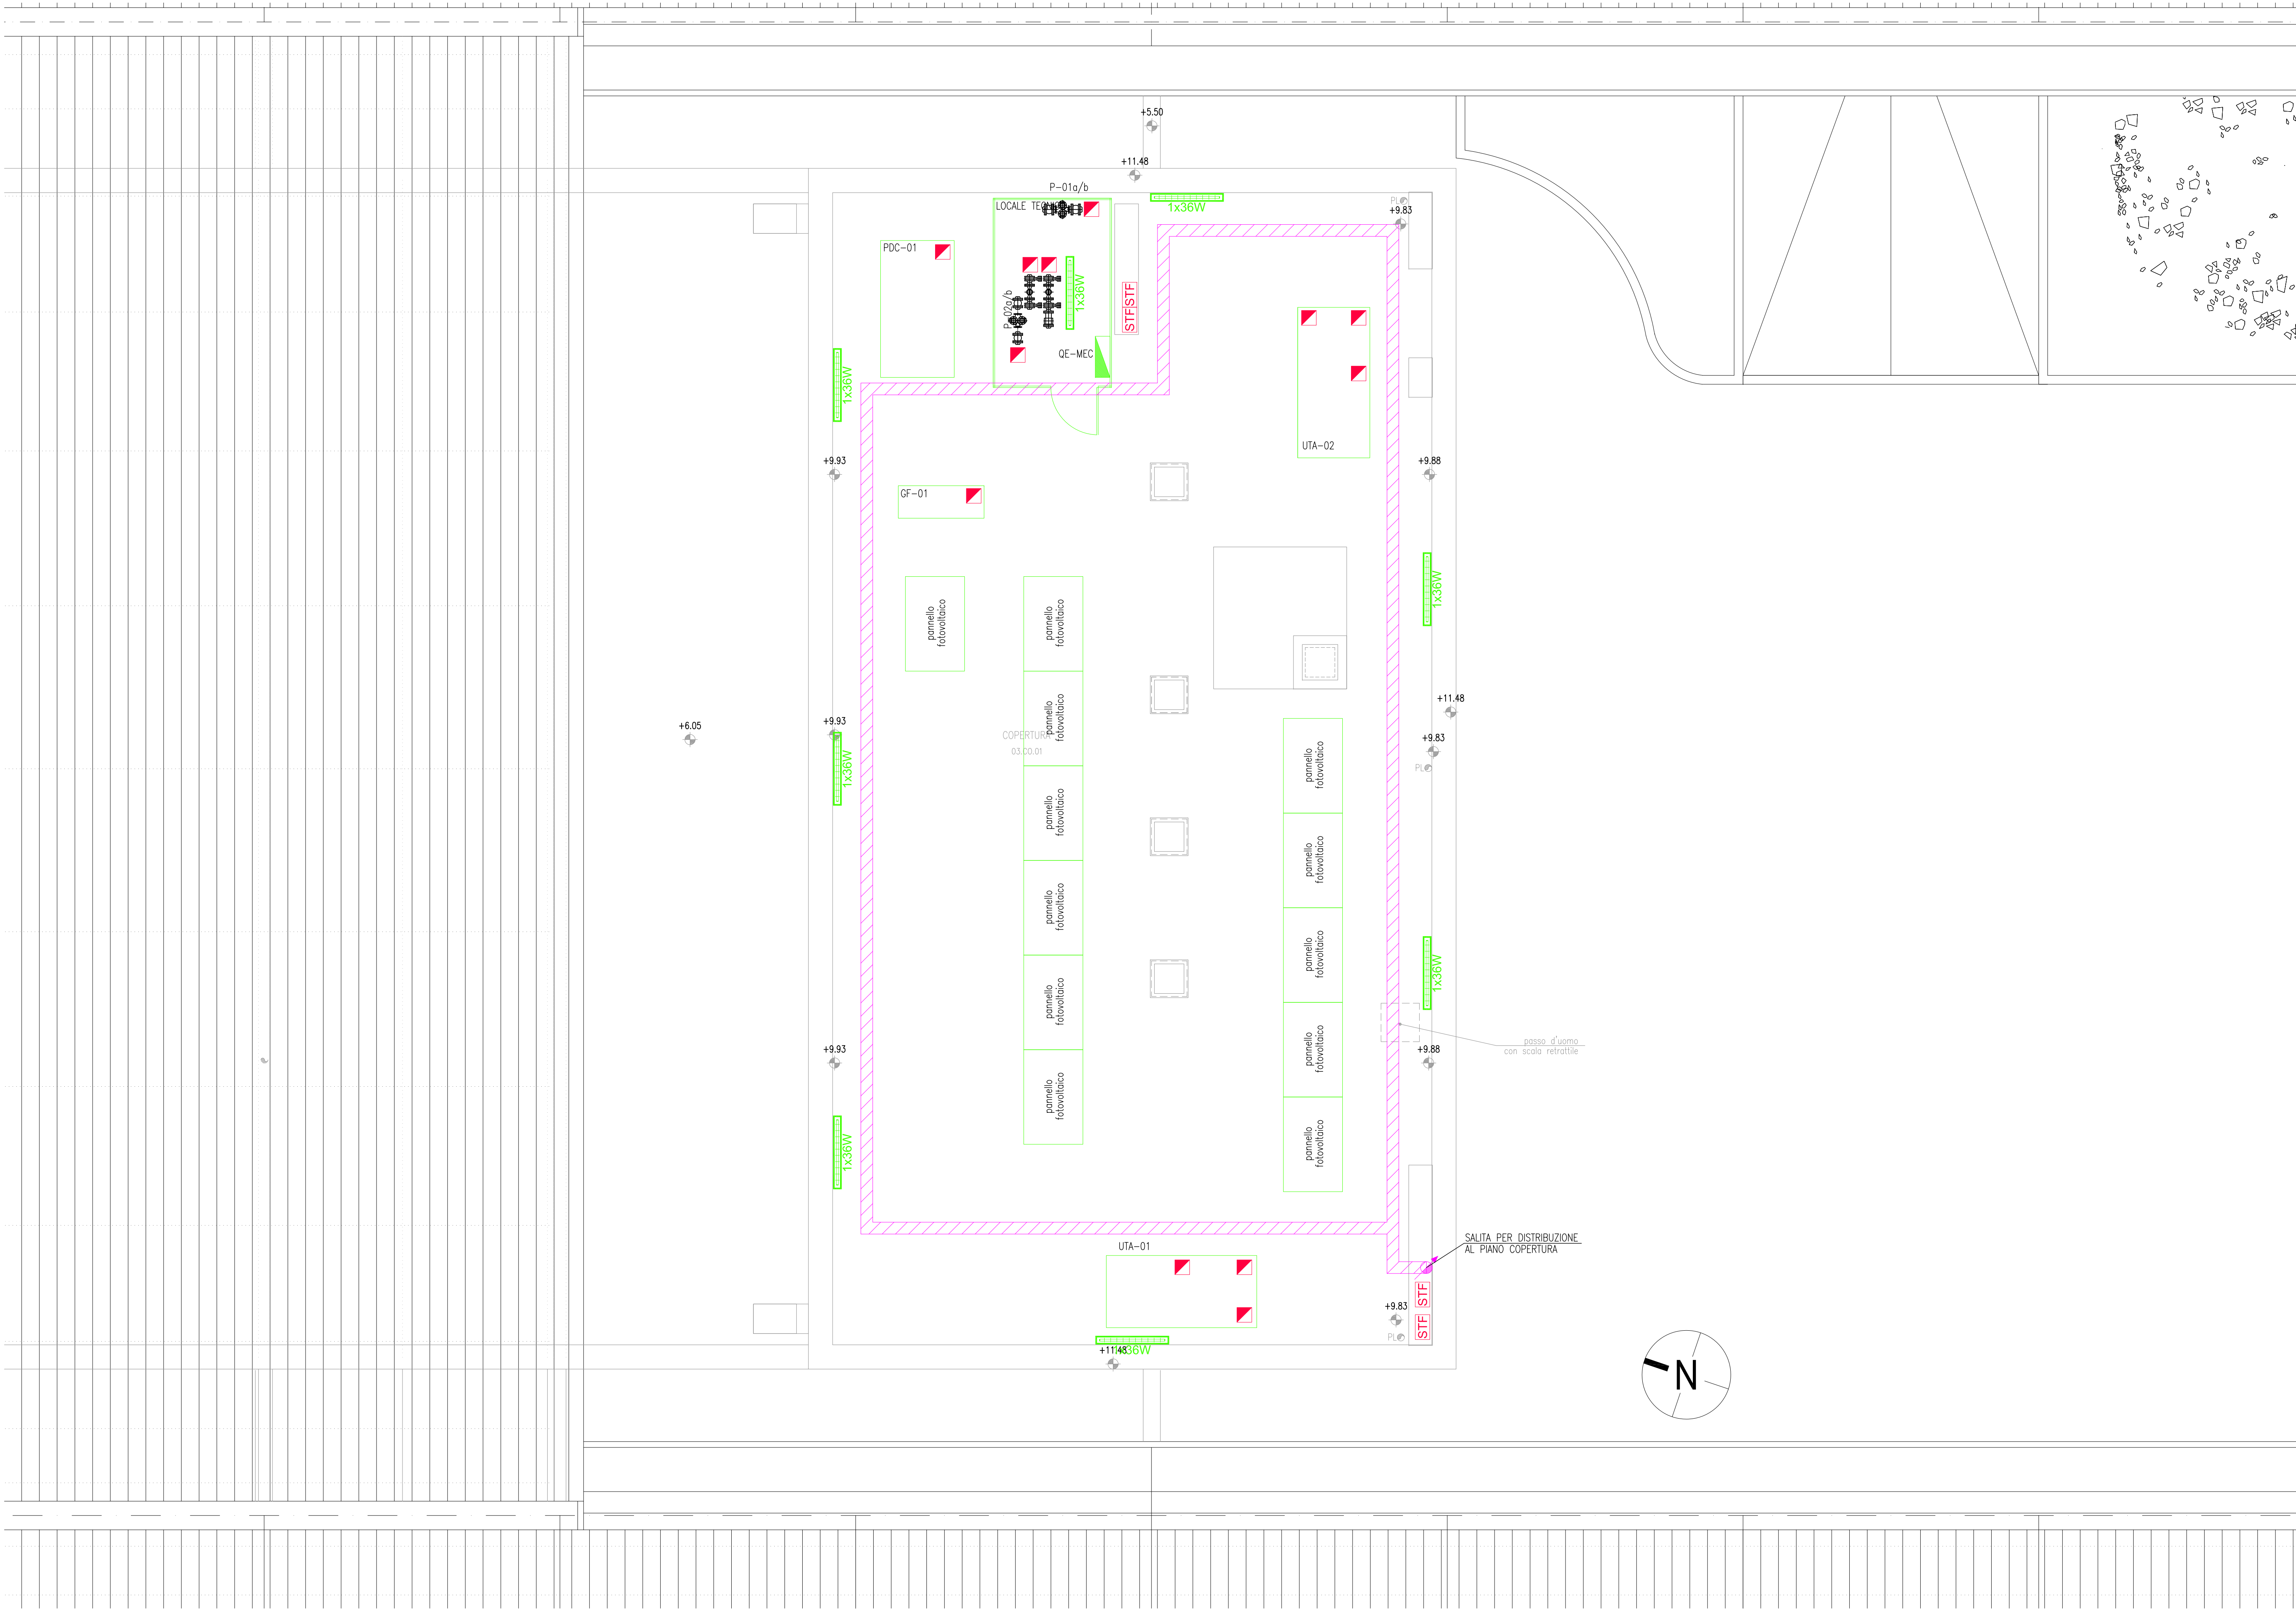 +5.50
+11.48
P-01a/b
LOCALE
1x36W
PL
+9.83
PDC-01
1x36W
STF
STF
P-02a/b
QE-MEC
1x36W
UTA-02
+9.93
+9.88
GF-01
1x36W
pannello
fotovoltaico
pannello
fotovoltaico
pannello
fotovoltaico
+11.48
+6.05
+9.93
COPERTURA
03.C0.01
+9.83
PL
1x36W
pannello
fotovoltaico
pannello
fotovoltaico
pannello
fotovoltaico
pannello
fotovoltaico
pannello
fotovoltaico
1x36W
pannello
fotovoltaico
pannello
fotovoltaico
passo d'uomo
con scala retrattile
+9.93
+9.88
pannello
fotovoltaico
pannello
fotovoltaico
1x36W
SALITA PER DISTRIBUZIONE
AL PIANO COPERTURA
UTA-01
STF
+9.83
STF
PL
+11.48
1x36W
N